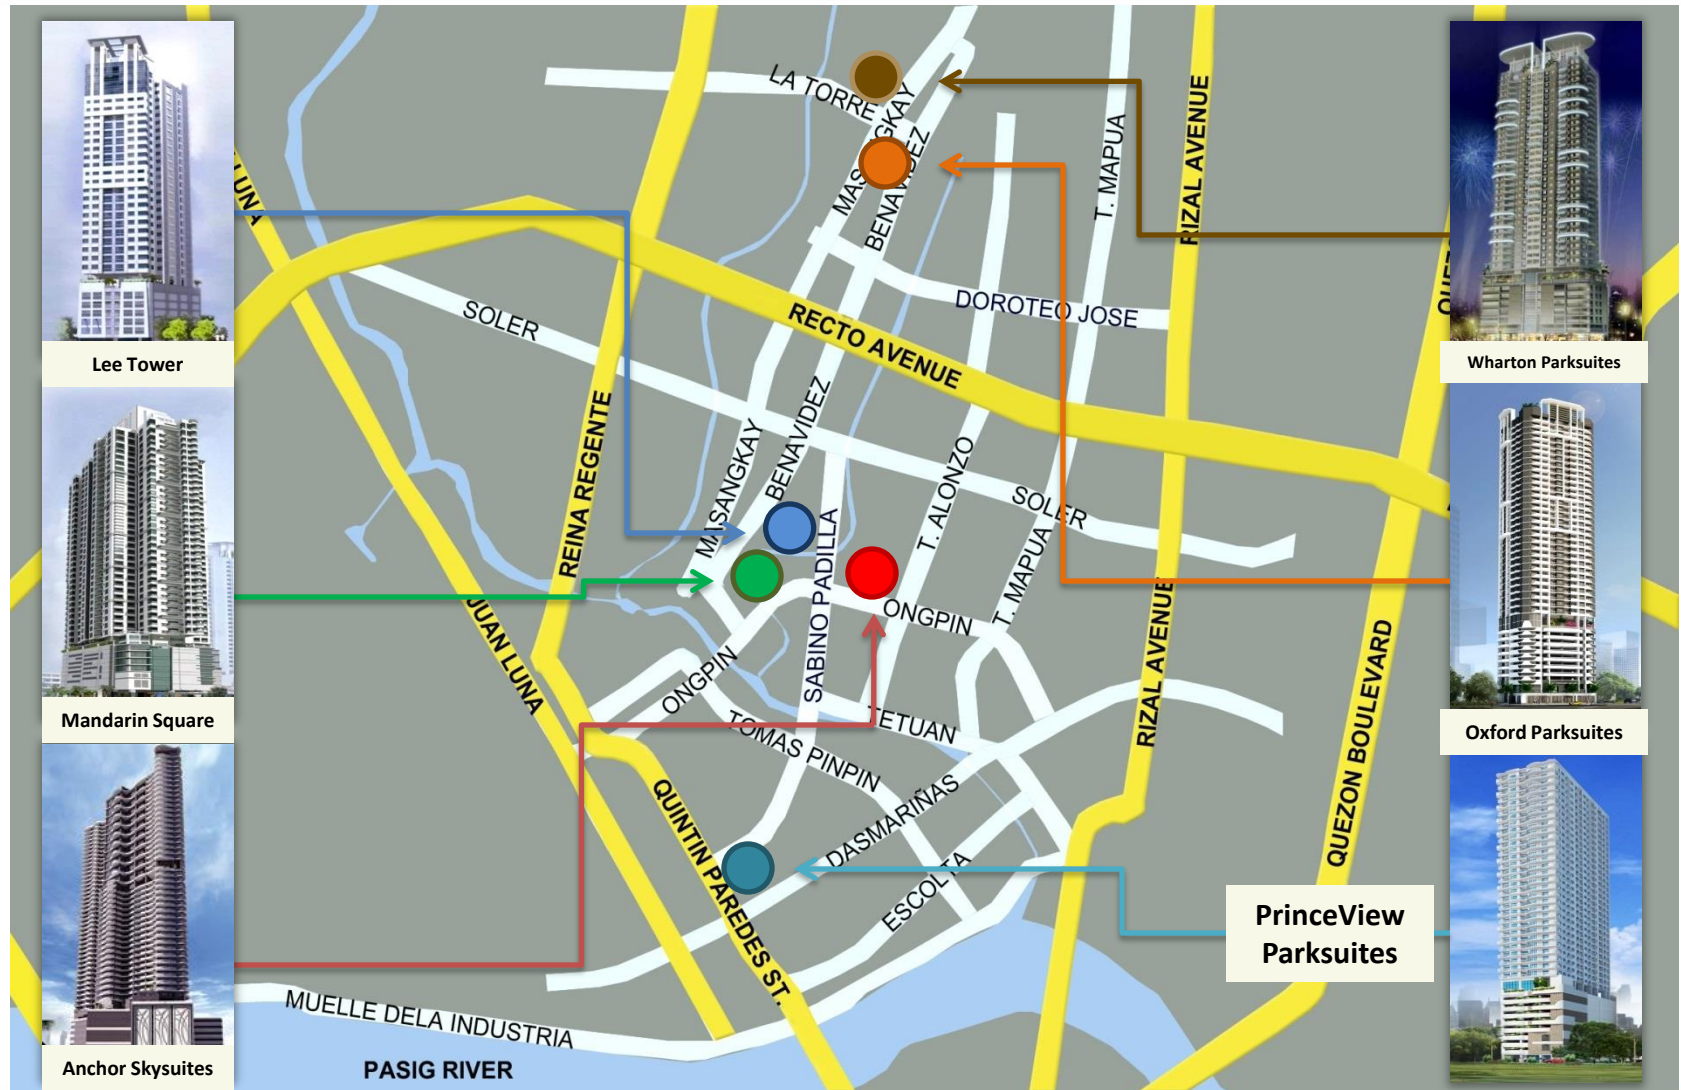 Lee Tower
Mandarin Square
Anchor Skysuites
Wharton Parksuites
Oxford Parksuites
PrinceView
Parksuites
LA TORRE
MASANGKAY
BENAVIDEZ
T. MAPUA
RIZAL AVENUE
LUNA
DOROTEO JOSE
RECTO AVENUE
SOLER
REINA REGENTE
MASANGKAY
BENAVIDEZ
T. ALONZO
SOLER
T. MAPUA
SABINO PADILLA
ONGPIN
JUAN LUNA
ONGPIN
TETUAN
TOMAS PINPIN
RIZAL AVENUE
QUEZON BOULEVARD
DASMARIÑAS
QUINTIN PAREDES ST.
ESCOLTA
MUELLE DELA INDUSTRIA
PASIG RIVER